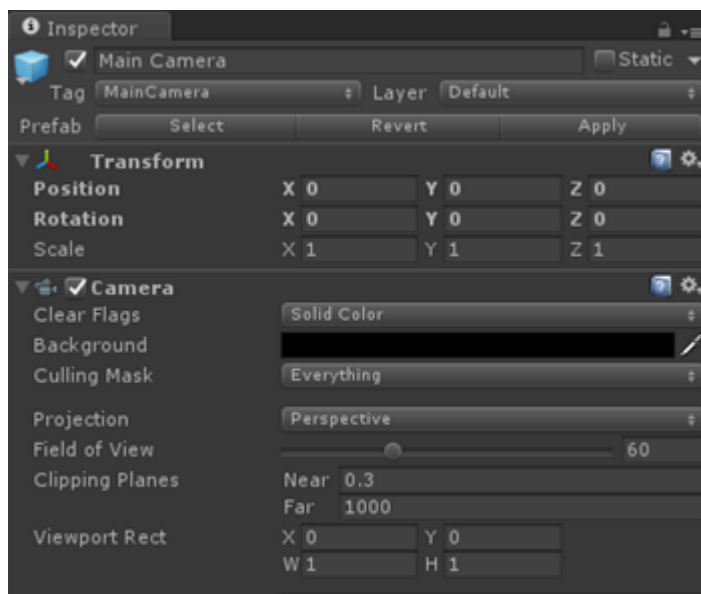 Inspector
Main Camera Static
Tag MainCamera Layer Default
Prefab Select Revert Apply
Transform
Position X 0 Y 0 Z 0
Rotation X 0 Y 0 Z 0
Scale X 1 Y 1 Z 1
Camera
Clear Flags Solid Color
Background
Culling Mask Everything
Projection Perspective
Field of View 60
Clipping Planes Near 0.3
Far 1000
Viewport Rect X 0 Y 0
W 1 H 1